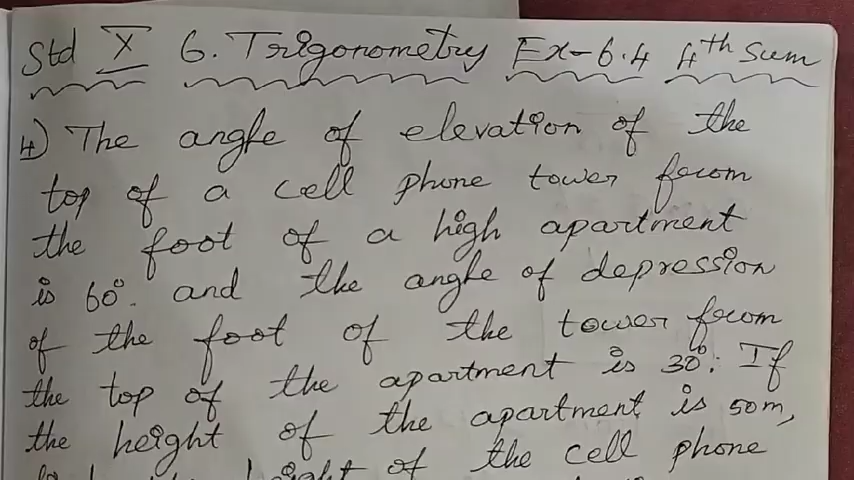 Std X 6. Trigonometry Ex-6.4 4th Sum
4) The angle of elevation of the
top of a cell phone tower from
the foot of a high apartment
is 60°. and the angle of depression
of the foot of the tower from
the top of the apartment is 30°. If
the height of the apartment is 50m,
height of the cell phone